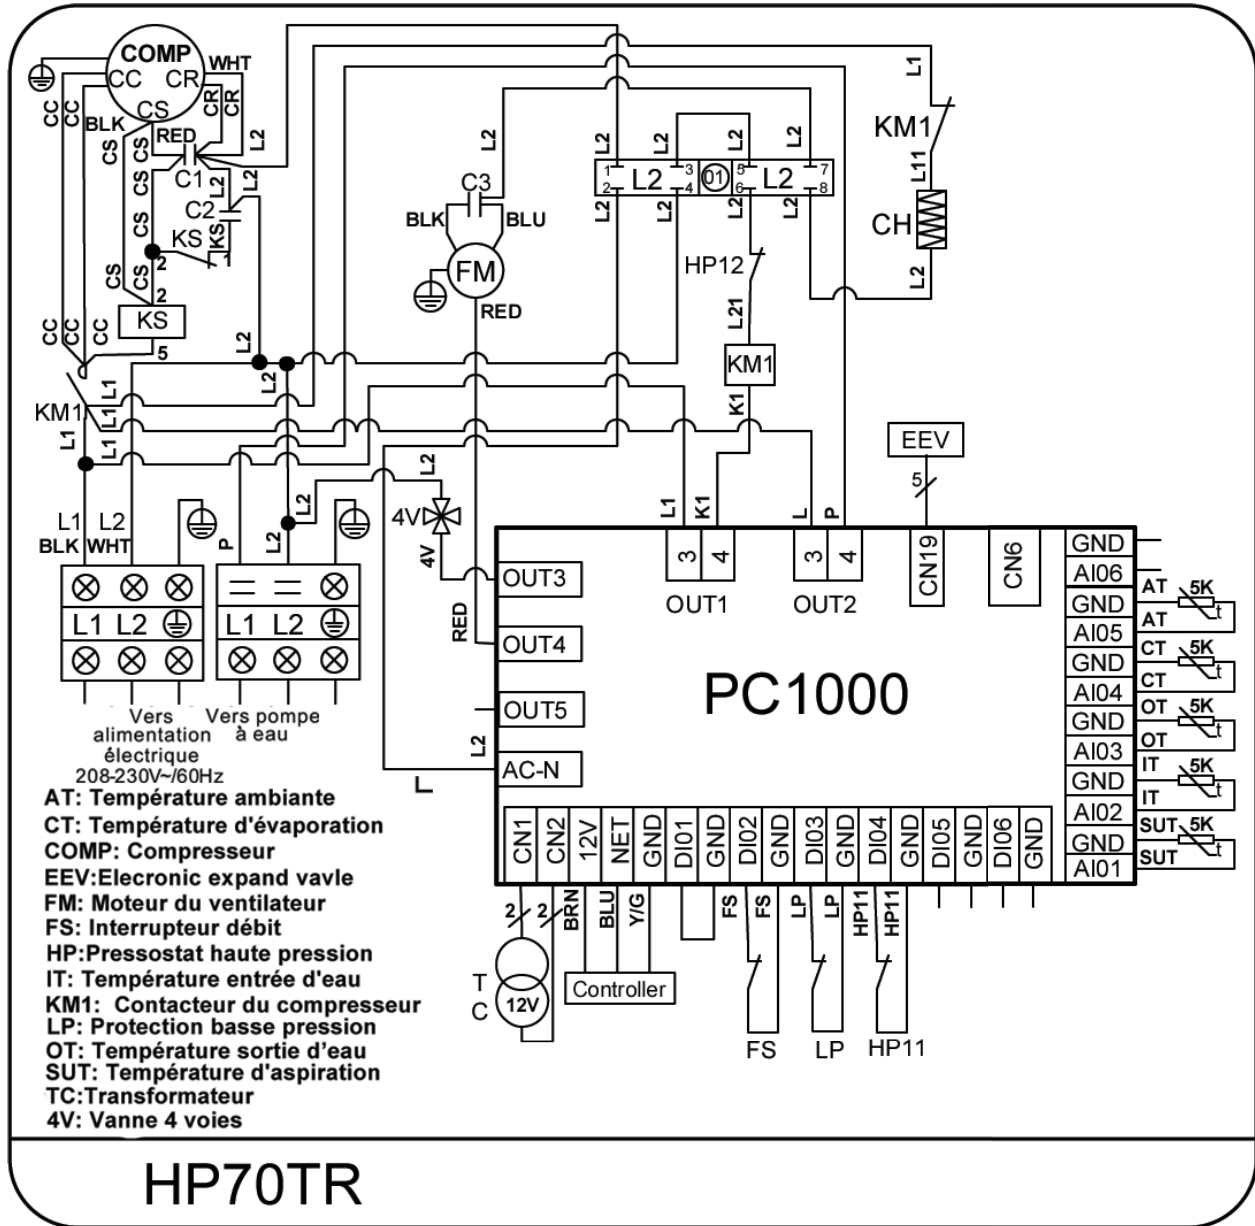 COMP
CC
CR
CS
WHT
CC
CC
BLK
CS
CS
RED
CR
CR
L2
C1
CS
L2
L2
C2
KS
KS
1
CS
2
CS
CS
2
KS
5
CC
CC
CC
L2
L2
KM1
L1
L1
L1
L1
C3
BLK
BLU
FM
RED
L2
L2
L2
L2
L2
1
2
L2
3
4
01
5
6
L2
7
8
L2
L2
L2
L2
HP12
L21
KM1
K1
L1
KM1
L11
CH
L2
EEV
5
L1
L2
BLK
WHT
P
L2
L2
L2
4V
4V
RED
L1
K1
L
P
L1
L2
L1
L2
Vers
alimentation
électrique
208-230V~/60Hz
Vers pompe
à eau
L2
L
OUT3
OUT4
OUT5
AC-N
3
4
OUT1
3
4
OUT2
CN19
CN6
PC1000
GND
AI06
GND
AI05
GND
AI04
GND
AI03
GND
AI02
GND
AI01
AT
5K
t
AT
CT
5K
t
CT
OT
5K
t
OT
IT
5K
t
IT
SUT
5K
t
SUT
CN1
CN2
12V
NET
GND
DI01
GND
DI02
GND
DI03
GND
DI04
GND
DI05
GND
DI06
GND
2
2
BRN
BLU
Y/G
FS
FS
LP
LP
HP11
HP11
T
C
12V
Controller
FS
LP
HP11
AT: Température ambiante
CT: Température d'évaporation
COMP: Compresseur
EEV:Elecronic expand vavle
FM: Moteur du ventilateur
FS: Interrupteur débit
HP:Pressostat haute pression
IT: Température entrée d'eau
KM1: Contacteur du compresseur
LP: Protection basse pression
OT: Température sortie d'eau
SUT: Température d'aspiration
TC:Transformateur
4V: Vanne 4 voies
HP70TR